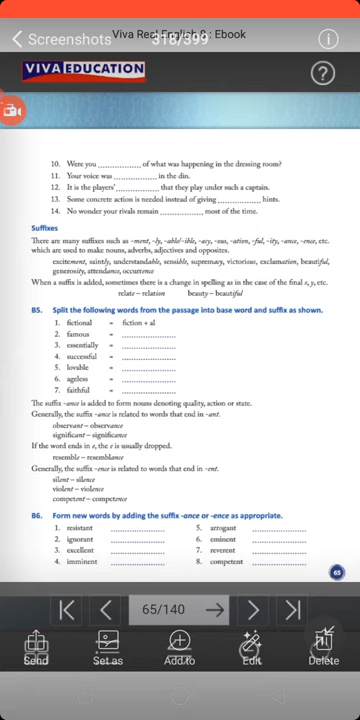 Screenshots
Viva Real English 8 : Ebook
318/399
VIVA EDUCATION
10. Were you .................. of what was happening in the dressing room?
11. Your voice was .................. in the din.
12. It is the players' .................. that they play under such a captain.
13. Some concrete action is needed instead of giving .................. hints.
14. No wonder your rivals remain .................. most of the time.
Suffixes
There are many suffixes such as -ment, -ly, -able/-ible, -acy, -ous, -ation, -ful, -ity, -ance, -ence, etc.
which are used to make nouns, adverbs, adjectives and opposites.
excitement, saintly, understandable, sensible, supremacy, victorious, exclamation, beautiful,
generosity, attendance, occurrence
When a suffix is added, sometimes there is a change in spelling as in the case of the final e, y, etc.
relate – relation beauty – beautiful
B5. Split the following words from the passage into base word and suffix as shown.
1. fictional = fiction + al
2. famous = ..................
3. essentially = ..................
4. successful = ..................
5. lovable = ..................
6. ageless = ..................
7. faithful = ..................
The suffix -ance is added to form nouns denoting quality, action or state.
Generally, the suffix -ance is related to words that end in -ant.
observant – observance
significant – significance
If the word ends in e, the e is usually dropped.
resemble – resemblance
Generally, the suffix -ence is related to words that end in -ent.
silent – silence
violent – violence
competent – competence
B6. Form new words by adding the suffix -ance or -ence as appropriate.
1. resistant .................. 5. arrogant ..................
2. ignorant .................. 6. eminent ..................
3. excellent .................. 7. reverent ..................
4. imminent .................. 8. competent ..................
65
65/140
Send Set as Add to Edit Delete